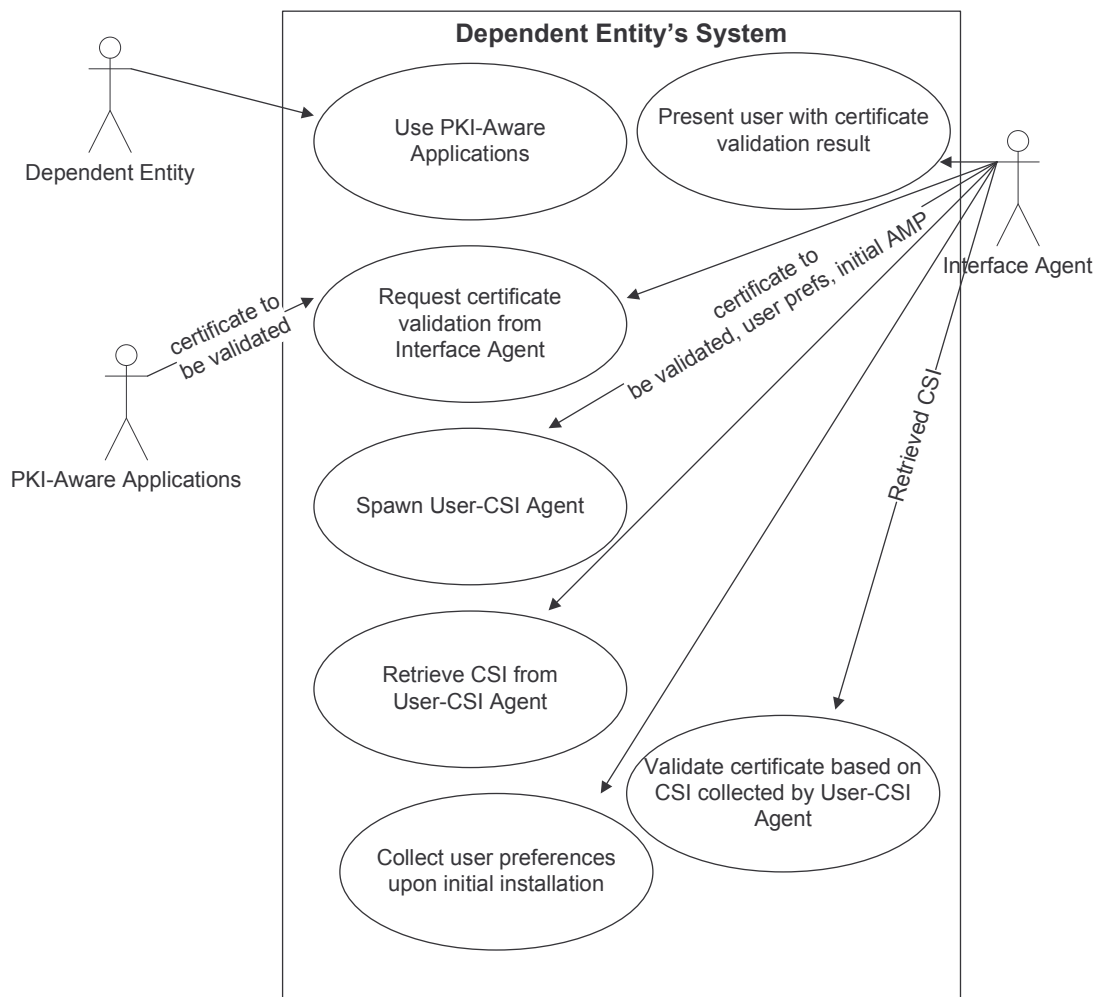 Dependent Entity's System
Dependent Entity
Use PKI-Aware
Applications
Present user with certificate
validation result
Interface Agent
certificate to
be validated
Request certificate
validation from
Interface Agent
certificate to
be validated, user prefs, initial AMP
PKI-Aware Applications
Retrieved CSI
Spawn User-CSI Agent
Retrieve CSI from
User-CSI Agent
Validate certificate based on
CSI collected by User-CSI
Agent
Collect user preferences
upon initial installation